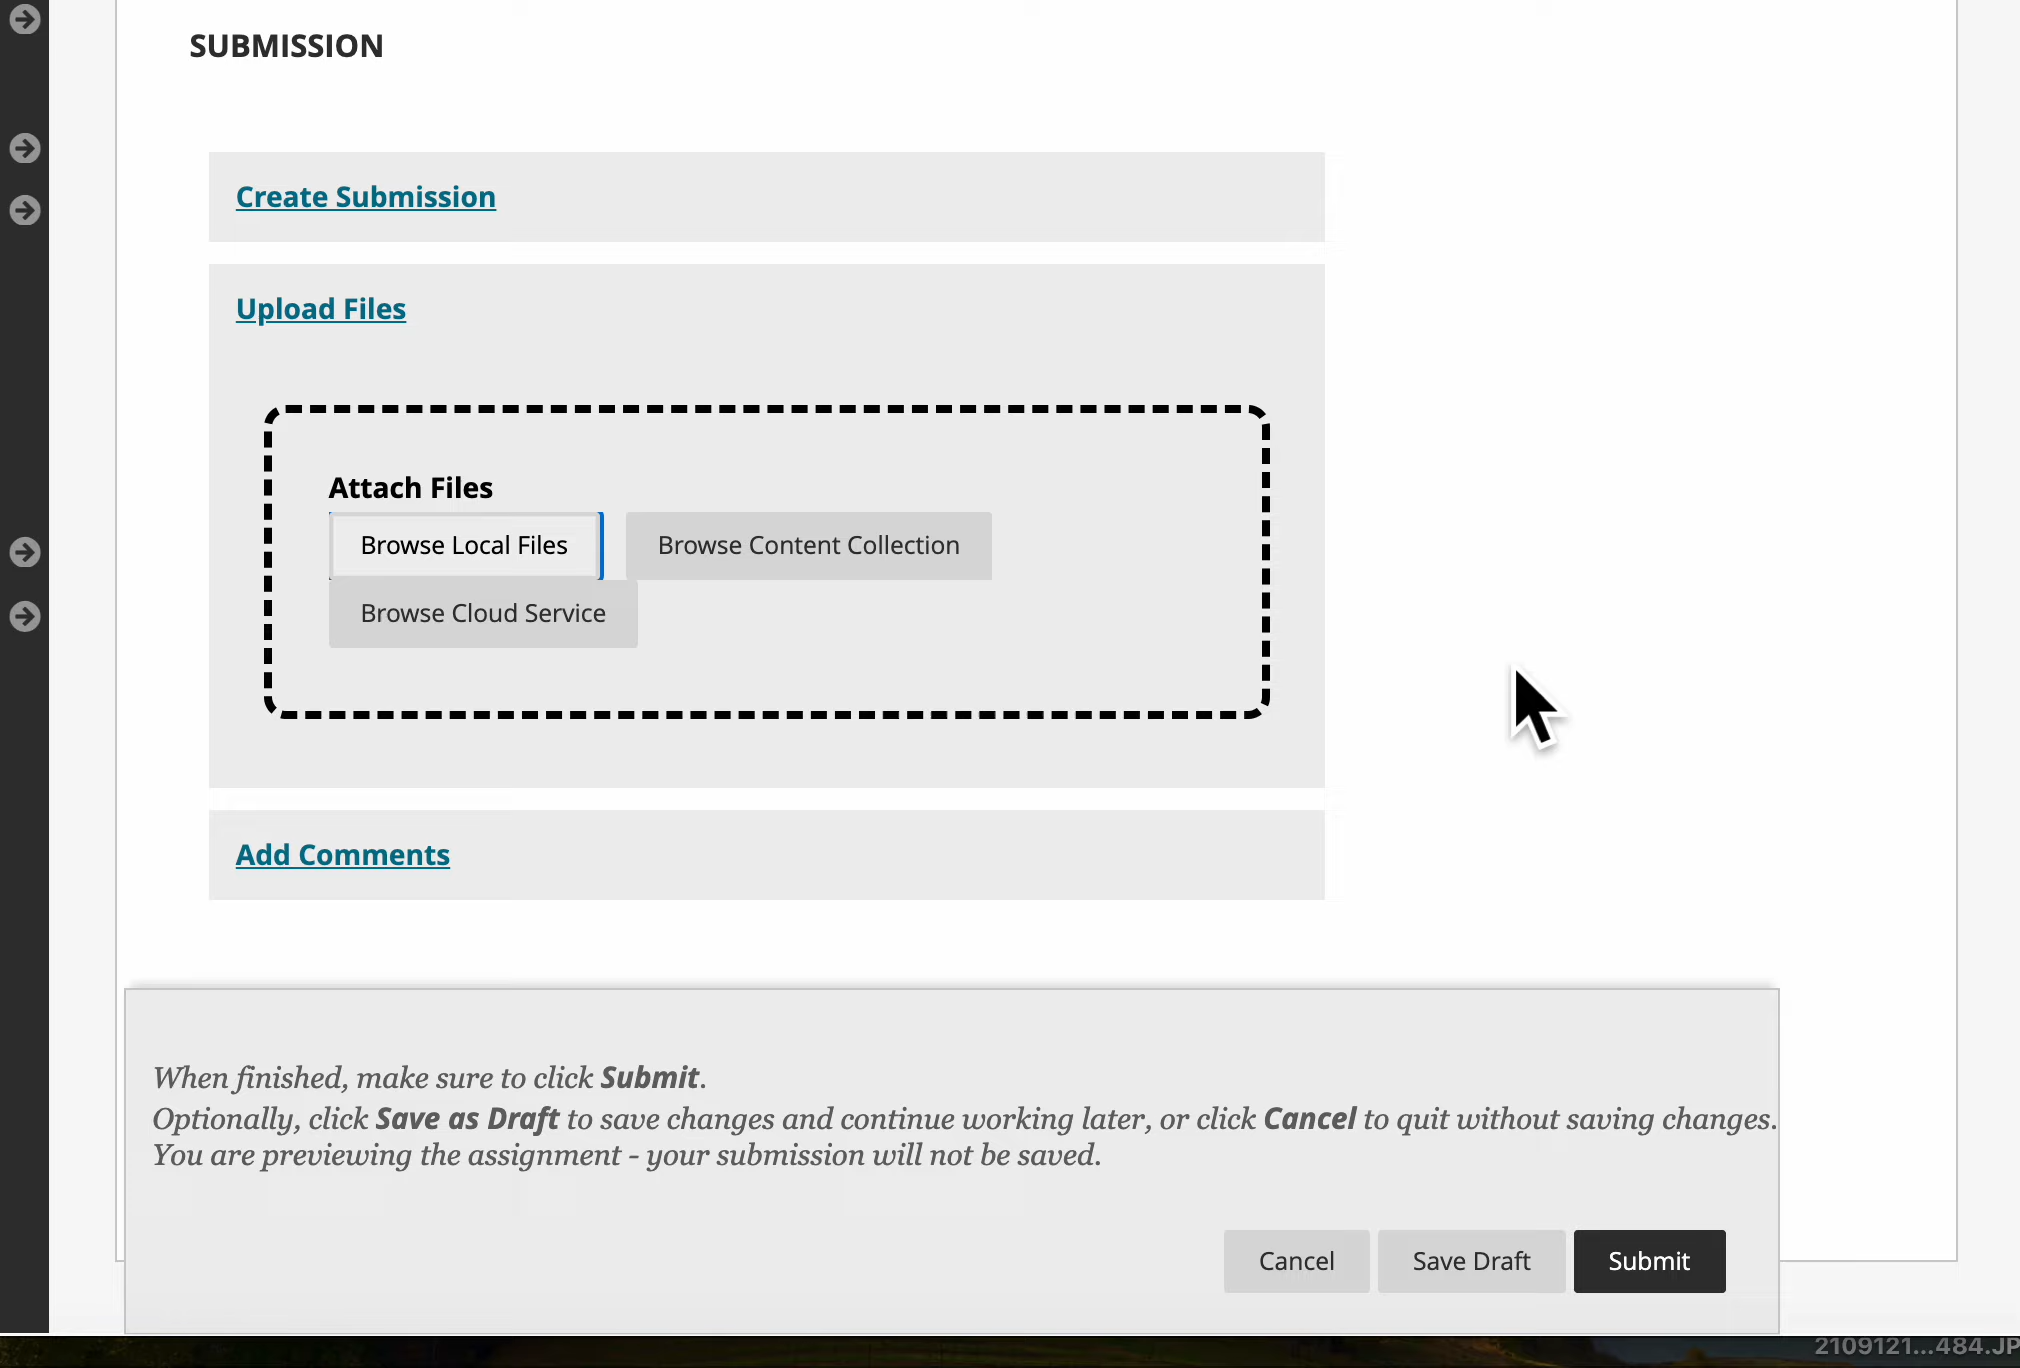 SUBMISSION
Create Submission
Upload Files
Attach Files
Browse Local Files
Browse Content Collection
Browse Cloud Service
Add Comments
When finished, make sure to click Submit.
Optionally, click Save as Draft to save changes and continue working later, or click Cancel to quit without saving changes.
You are previewing the assignment - your submission will not be saved.
Cancel
Save Draft
Submit
2109121...484.JP